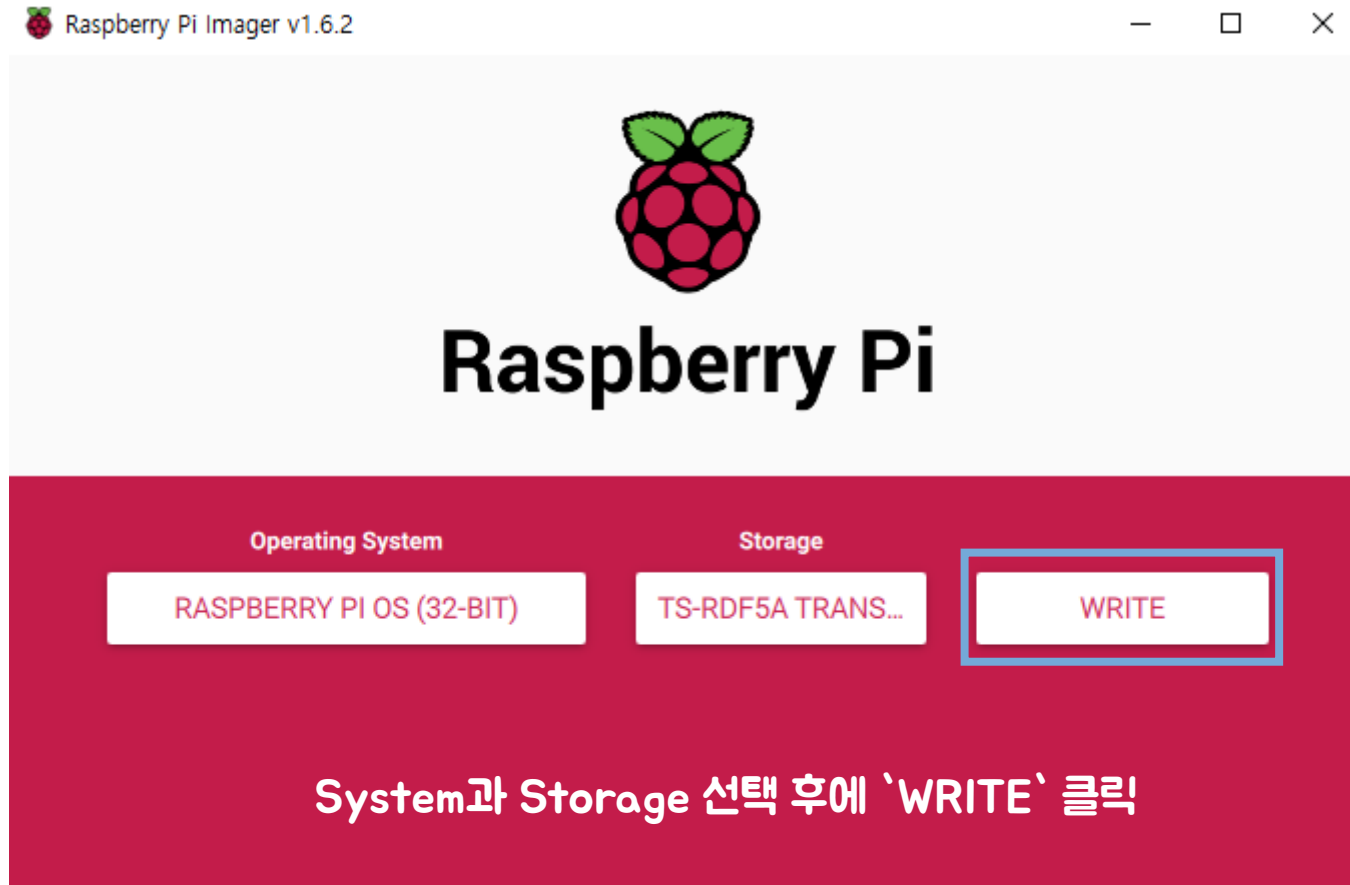 Raspberry Pi Imager v1.6.2
Raspberry Pi
Operating System
Storage
RASPBERRY PI OS (32-BIT)
TS-RDF5A TRANS...
WRITE
System과 Storage 선택 후에 `WRITE` 클릭